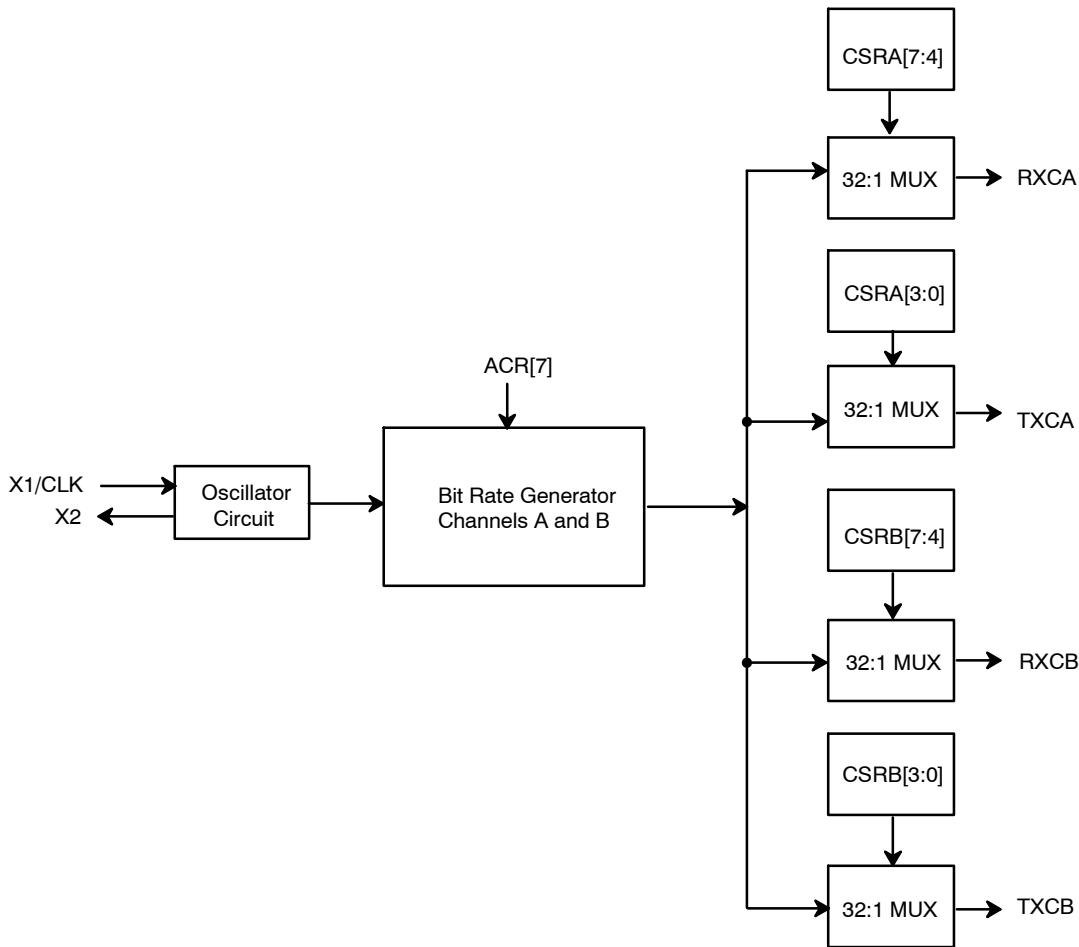 CSRA[7:4]
32:1 MUX
RXCA
CSRA[3:0]
ACR[7]
32:1 MUX
TXCA
X1/CLK
X2
Oscillator
Circuit
Bit Rate Generator
Channels A and B
CSRB[7:4]
32:1 MUX
RXCB
CSRB[3:0]
32:1 MUX
TXCB